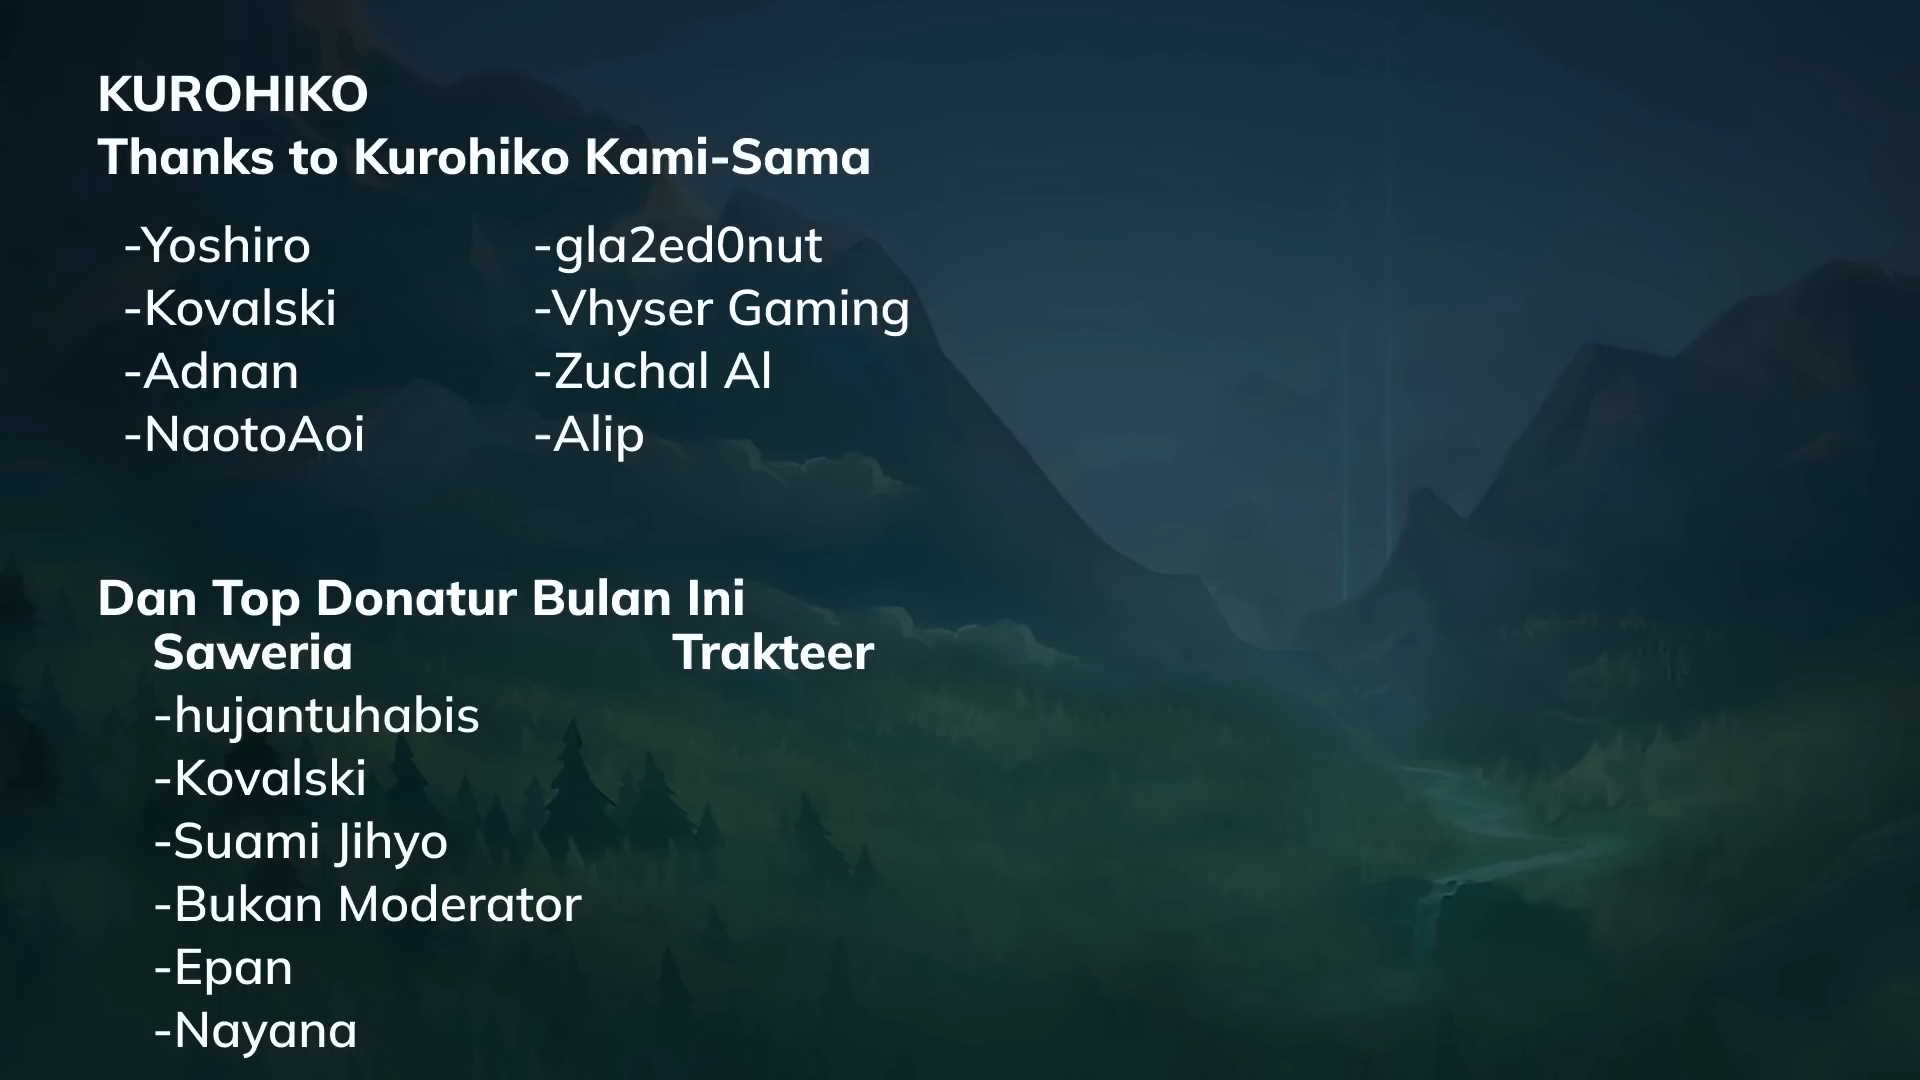 KUROHIKO
Thanks to Kurohiko Kami-Sama
-Yoshiro
-Kovalski
-Adnan
-NaotoAoi
-gla2ed0nut
-Vhyser Gaming
-Zuchal Al
-Alip
Dan Top Donatur Bulan Ini
Saweria
-hujantuhabis
-Kovalski
-Suami Jihyo
-Bukan Moderator
-Epan
-Nayana
Trakteer